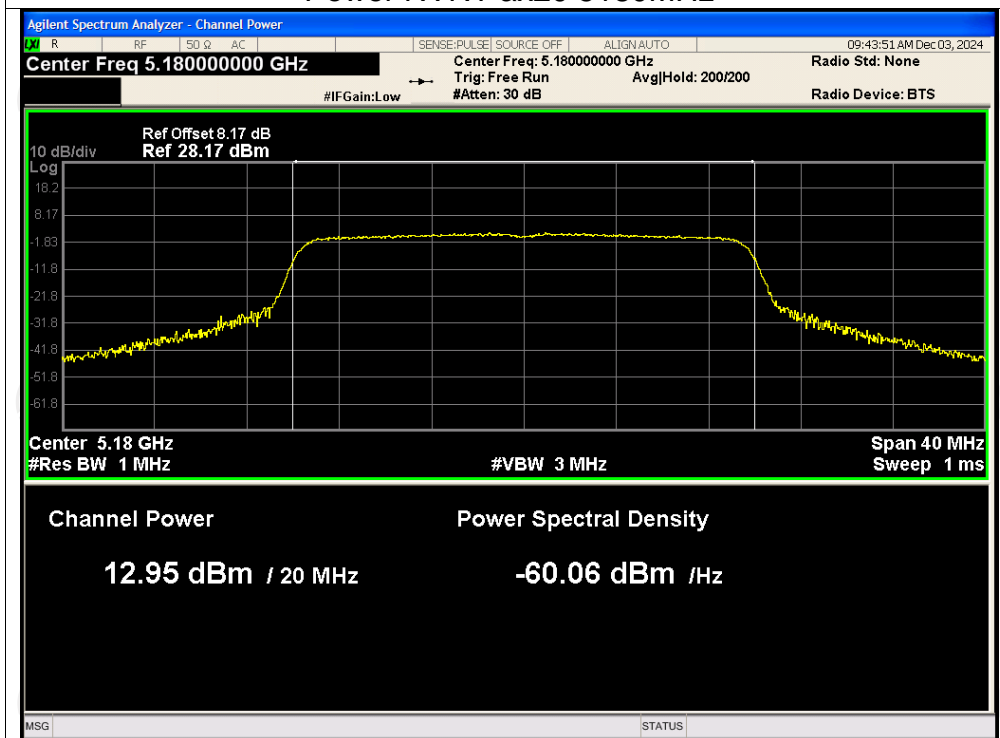 Agilent Spectrum Analyzer - Channel Power
LXI R RF 50 Ω AC SENSE:PULSE SOURCE OFF ALIGN AUTO 09:43:51 AM Dec 03, 2024
Center Freq 5.180000000 GHz Center Freq: 5.180000000 GHz Radio Std: None
Trig: Free Run Avg|Hold: 200/200
#IFGain:Low #Atten: 30 dB Radio Device: BTS
Ref Offset 8.17 dB
10 dB/div Ref 28.17 dBm
Log
18.2
8.17
-1.83
-11.8
-21.8
-31.8
-41.8
-51.8
-61.8
Center 5.18 GHz Span 40 MHz
#Res BW 1 MHz #VBW 3 MHz Sweep 1 ms
Channel Power Power Spectral Density
12.95 dBm / 20 MHz -60.06 dBm /Hz
MSG STATUS